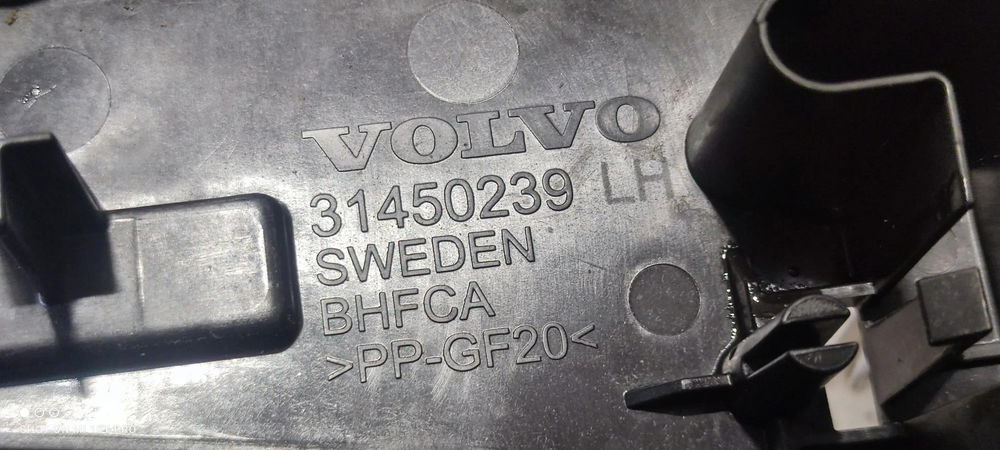 VOLVO
31450239 LH
SWEDEN
BHFCA
>PP-GF20<